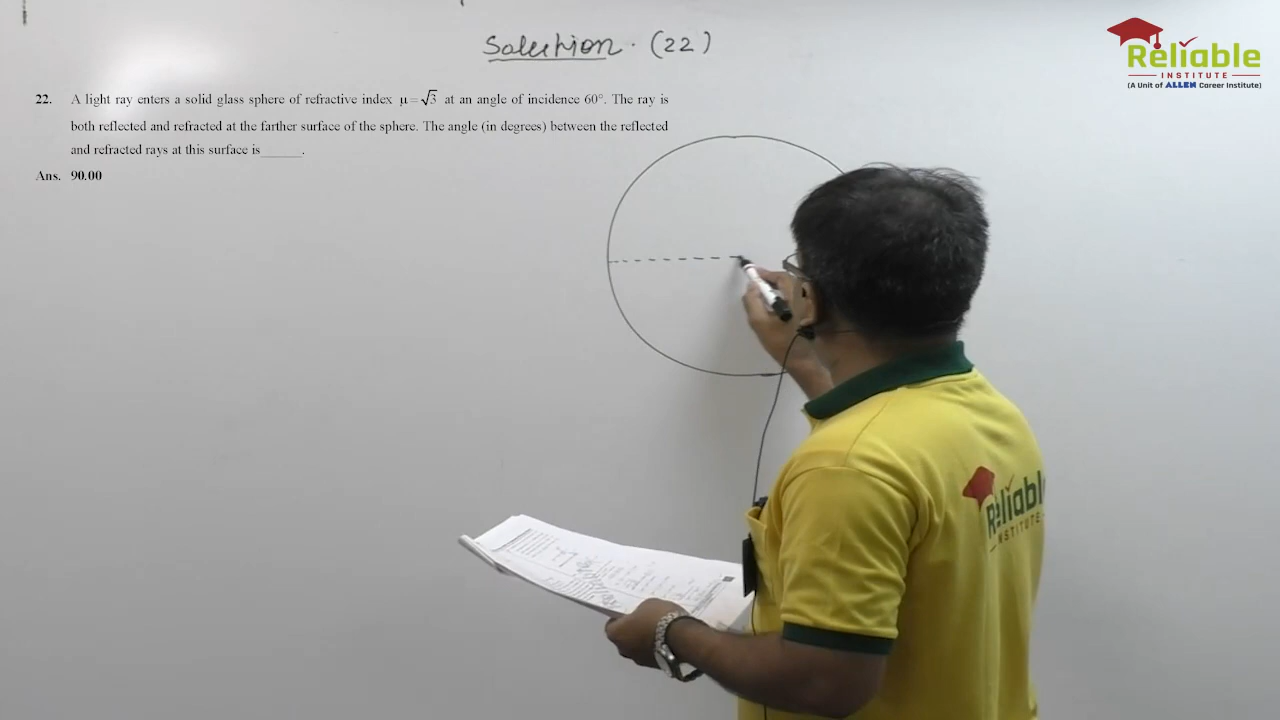 Solution. (22)
Reliable
INSTITUTE
(A Unit of ALLEN Career Institute)
22. A light ray enters a solid glass sphere of refractive index μ = √3 at an angle of incidence 60°. The ray is
both reflected and refracted at the farther surface of the sphere. The angle (in degrees) between the reflected
and refracted rays at this surface is______.
Ans. 90.00
Reliable
INSTITUTE